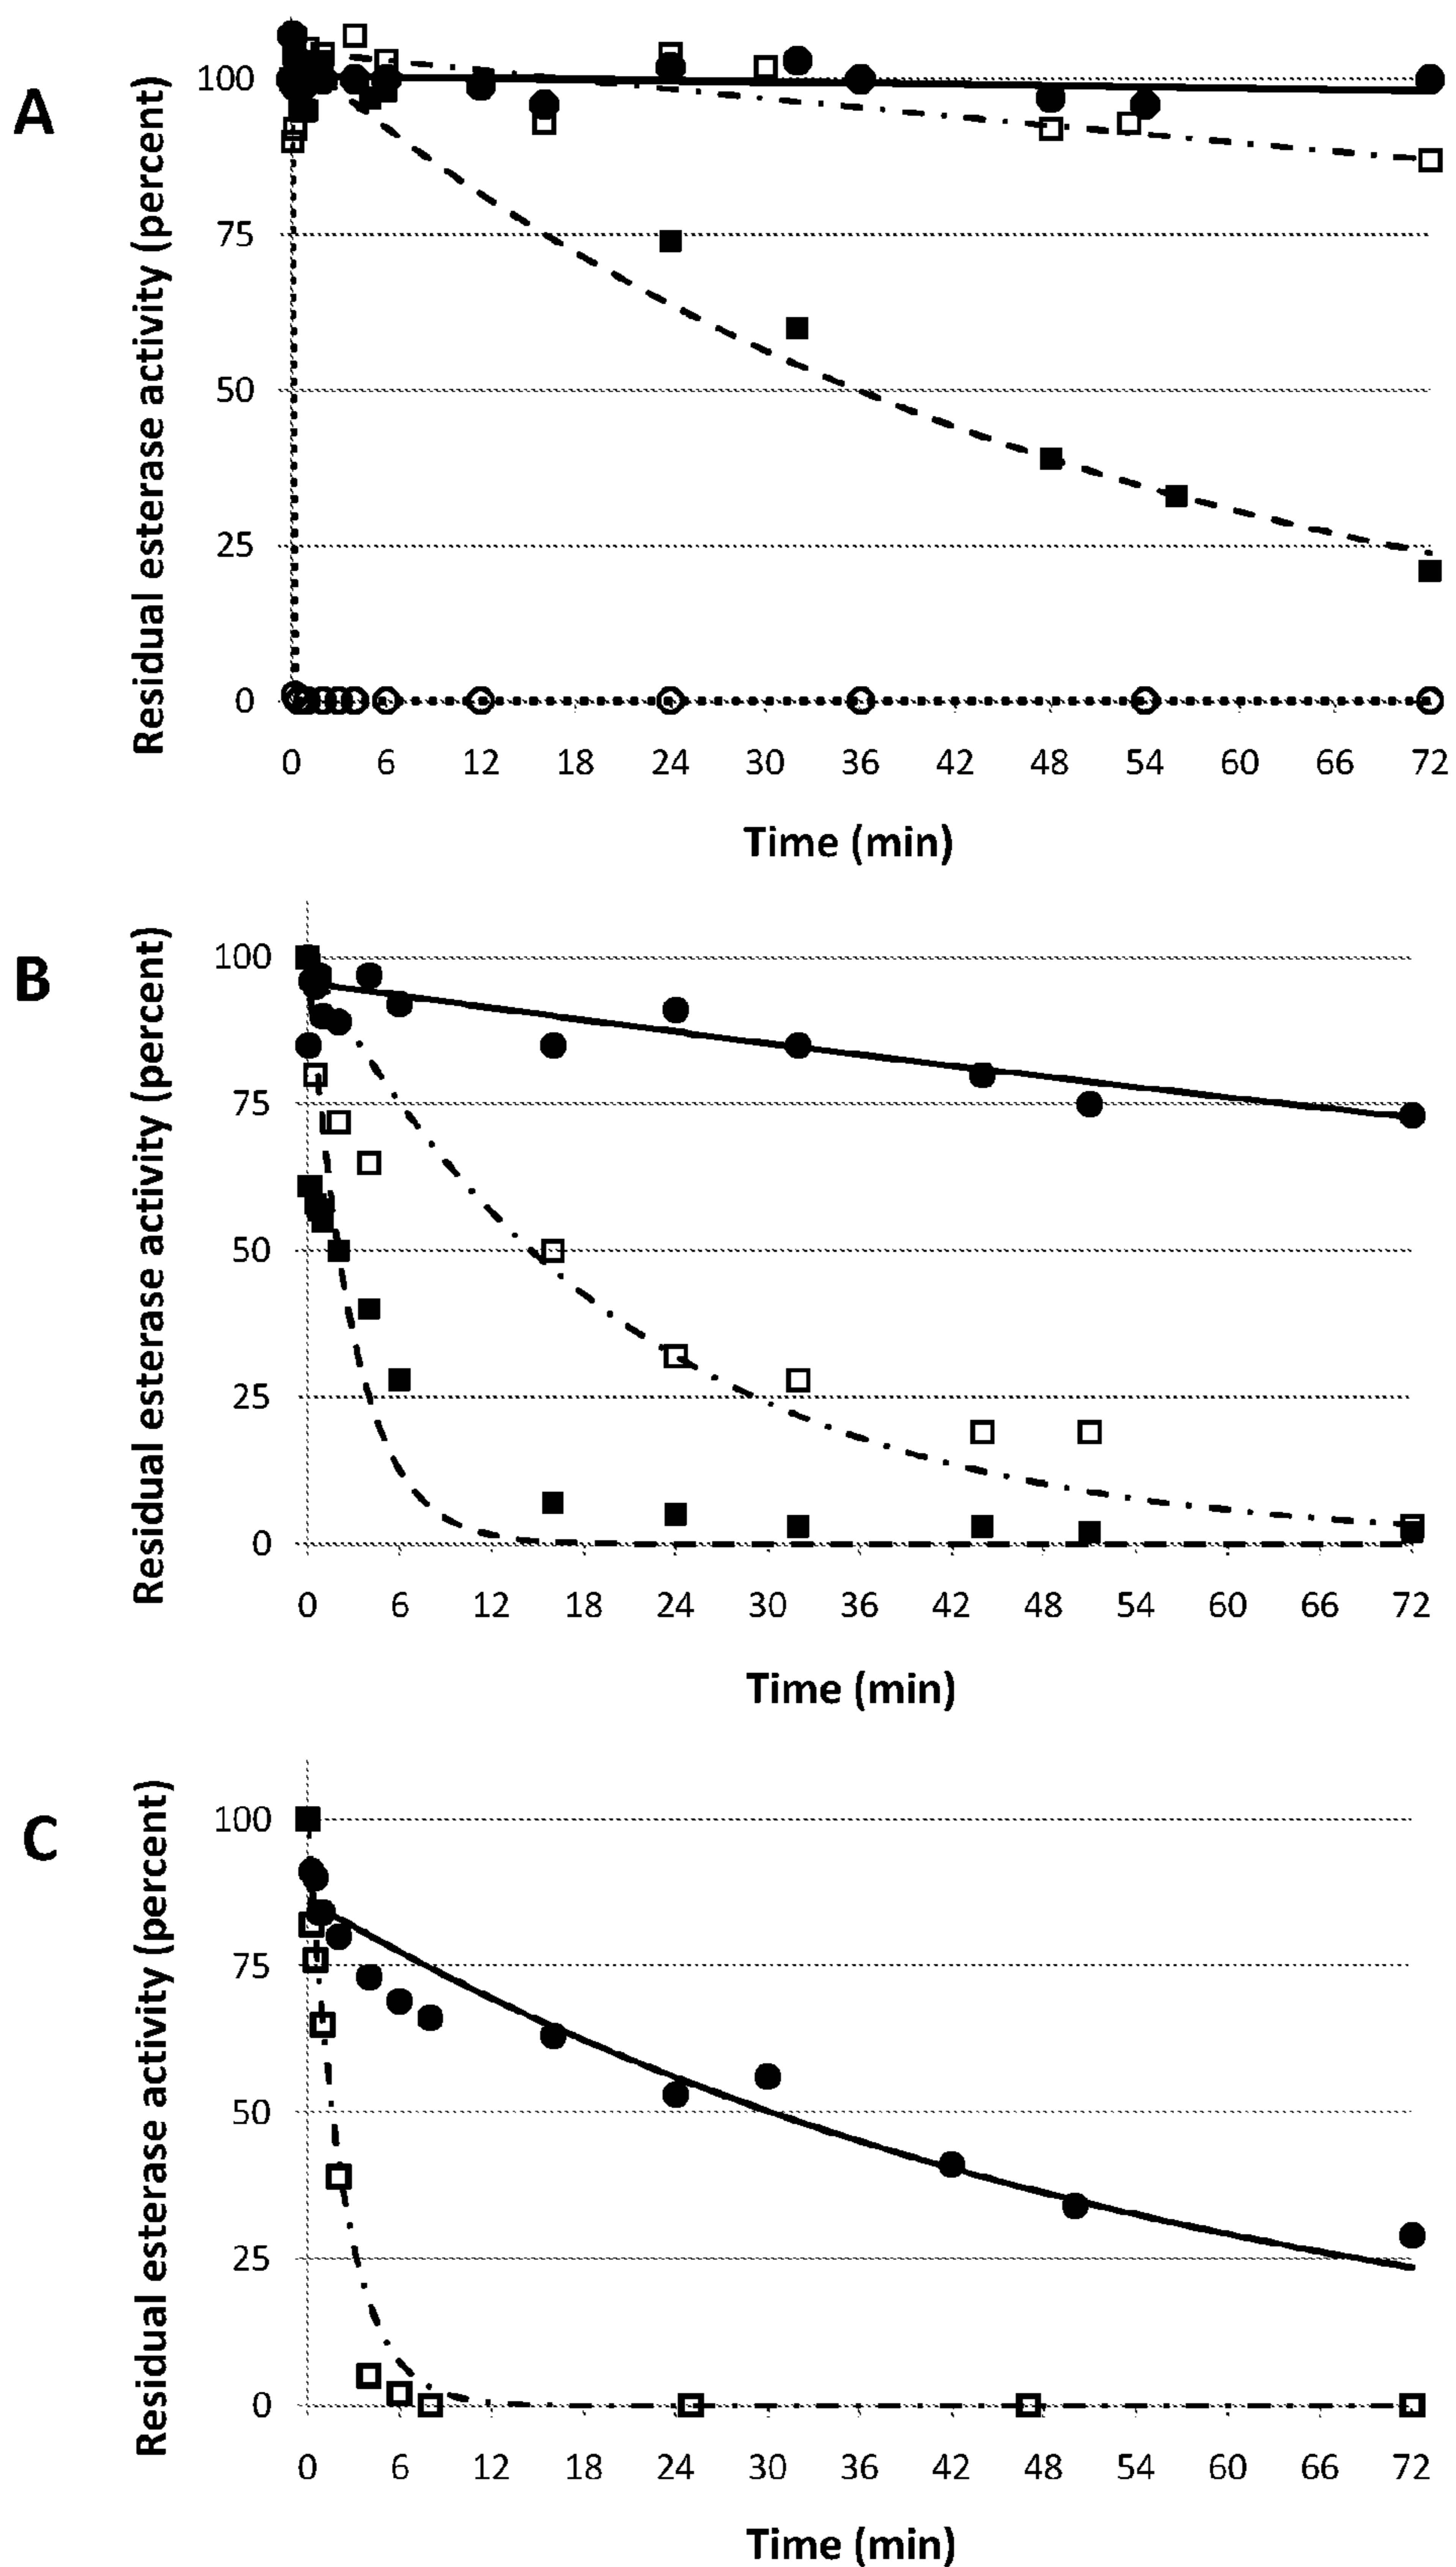 A
Residual esterase activity (percent)
100
75
50
25
0
0 6 12 18 24 30 36 42 48 54 60 66 72
Time (min)
B
Residual esterase activity (percent)
100
75
50
25
0
0 6 12 18 24 30 36 42 48 54 60 66 72
Time (min)
C
Residual esterase activity (percent)
100
75
50
25
0
0 6 12 18 24 30 36 42 48 54 60 66 72
Time (min)